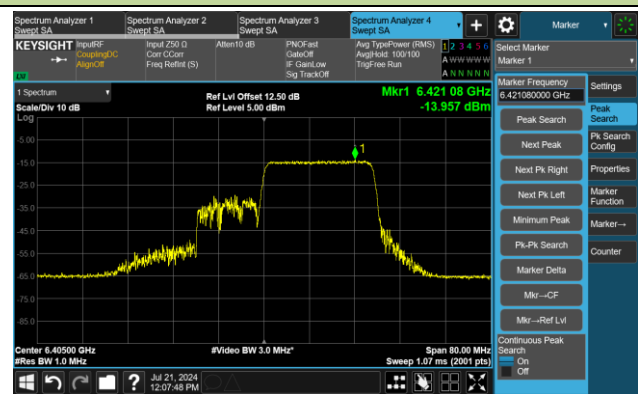 Spectrum Analyzer 1
Swept SA
Spectrum Analyzer 2
Swept SA
Spectrum Analyzer 3
Swept SA
Spectrum Analyzer 4
Swept SA
Marker
KEYSIGHT
Input: RF
Coupling: DC
Align: Off
Input Z: 50 Ω
Corr CCorr
Freq Ref: Int (S)
Atten: 10 dB
PNO: Fast
Gate: Off
IF Gain: Low
Sig Track: Off
Avg Type: Power (RMS)
Avg|Hold: 100/100
Trig: Free Run
1 2 3 4 5 6
A W W W W W
A N N N N N
LV
Select Marker
Marker 1
1 Spectrum
Scale/Div 10 dB
Log
Ref Lvl Offset 12.50 dB
Ref Level 5.00 dBm
Mkr1 6.421 08 GHz
-13.957 dBm
-5.00
-15.0
-25.0
-35.0
-45.0
-55.0
-65.0
-75.0
-85.0
1
Center 6.40500 GHz
#Res BW 1.0 MHz
#Video BW 3.0 MHz*
Span 80.00 MHz
Sweep 1.07 ms (2001 pts)
Marker Frequency
6.421080000 GHz
Peak Search
Next Peak
Next Pk Right
Next Pk Left
Minimum Peak
Pk-Pk Search
Marker Delta
Mkr→CF
Mkr→Ref Lvl
Continuous Peak
Search
On
Off
Settings
Peak
Search
Pk Search
Config
Properties
Marker
Function
Marker→
Counter
Jul 21, 2024
12:07:48 PM